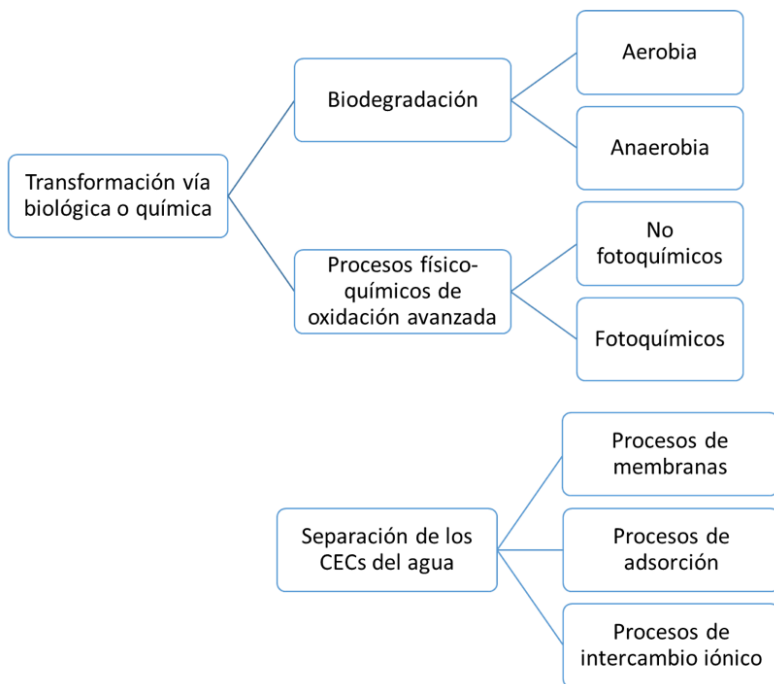 Transformación vía
biológica o química
Biodegradación
Aerobia
Anaerobia
Procesos físico-
químicos de
oxidación avanzada
No
fotoquímicos
Fotoquímicos
Separación de los
CECs del agua
Procesos de
membranas
Procesos de
adsorción
Procesos de
intercambio iónico